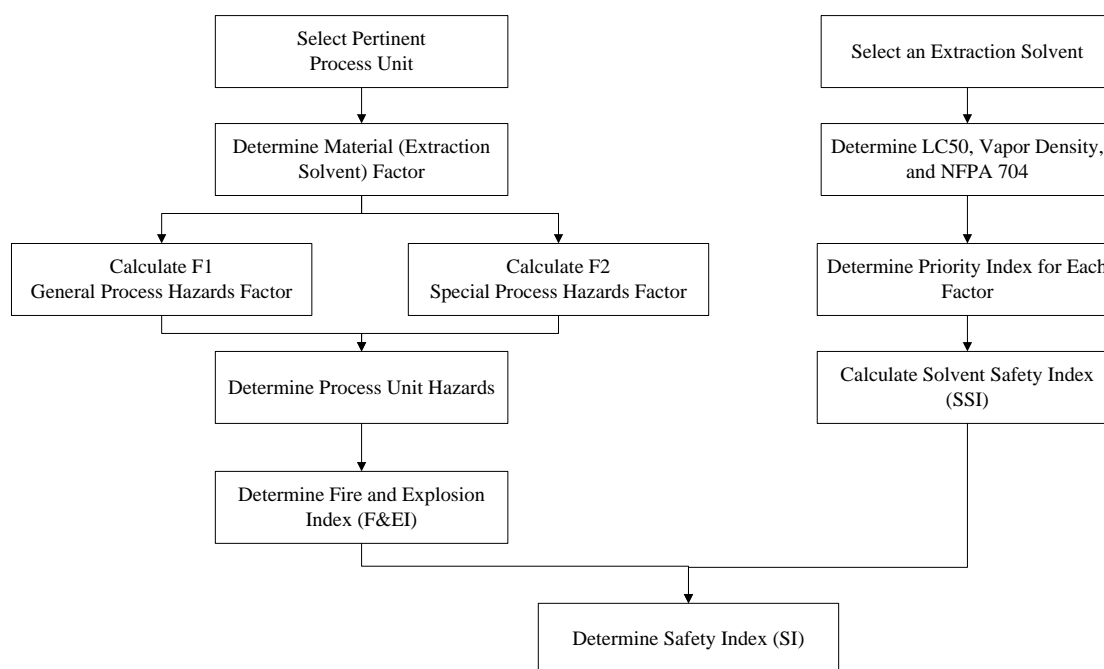 Select Pertinent
Process Unit
Select an Extraction Solvent
Determine Material (Extraction
Solvent) Factor
Determine LC50, Vapor Density,
and NFPA 704
Calculate F1
General Process Hazards Factor
Calculate F2
Special Process Hazards Factor
Determine Priority Index for Each
Factor
Determine Process Unit Hazards
Calculate Solvent Safety Index
(SSI)
Determine Fire and Explosion
Index (F&EI)
Determine Safety Index (SI)